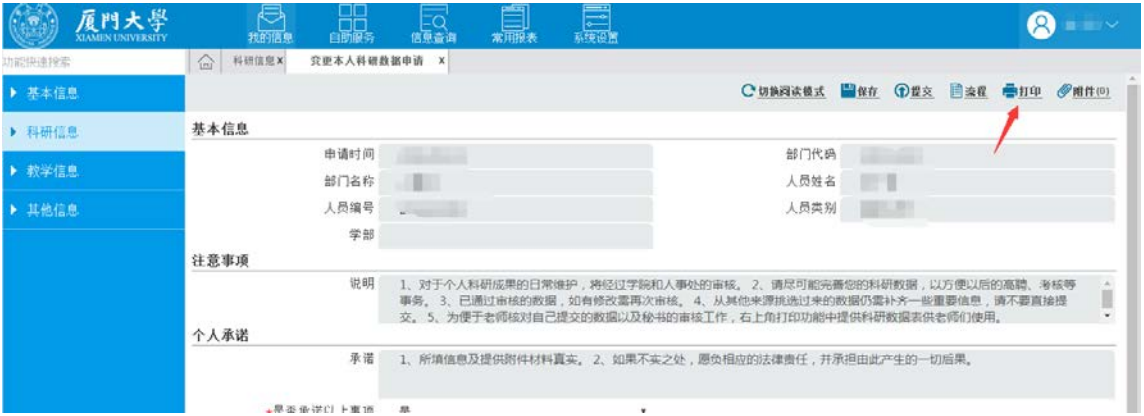 厦門大學
XIAMEN UNIVERSITY
我的信息 自助服务 信息查询 常用报表 系统设置
功能快速搜索
科研信息x 变更本人科研数据申请 x
基本信息
科研信息
教学信息
其他信息
切换阅读模式 保存 提交 流程 打印 附件(0)
基本信息
申请时间 部门代码
部门名称 人员姓名
人员编号 人员类别
学部
注意事项
说明 1、对于个人科研成果的日常维护，将经过学院和人事处的审核。 2、请尽可能完善您的科研数据，以方便以后的高聘、考核等
事务。 3、已通过审核的数据，如有修改需再次审核。 4、从其他来源挑选过来的数据仍需补齐一些重要信息，请不要直接提
交。 5、为便于老师核对自己提交的数据以及秘书的审核工作，右上角打印功能中提供科研数据表供老师们使用。
个人承诺
承诺 1、所填信息及提供附件材料真实。 2、如果不实之处，愿负相应的法律责任，并承担由此产生的一切后果。
*是否承诺以上事项 是